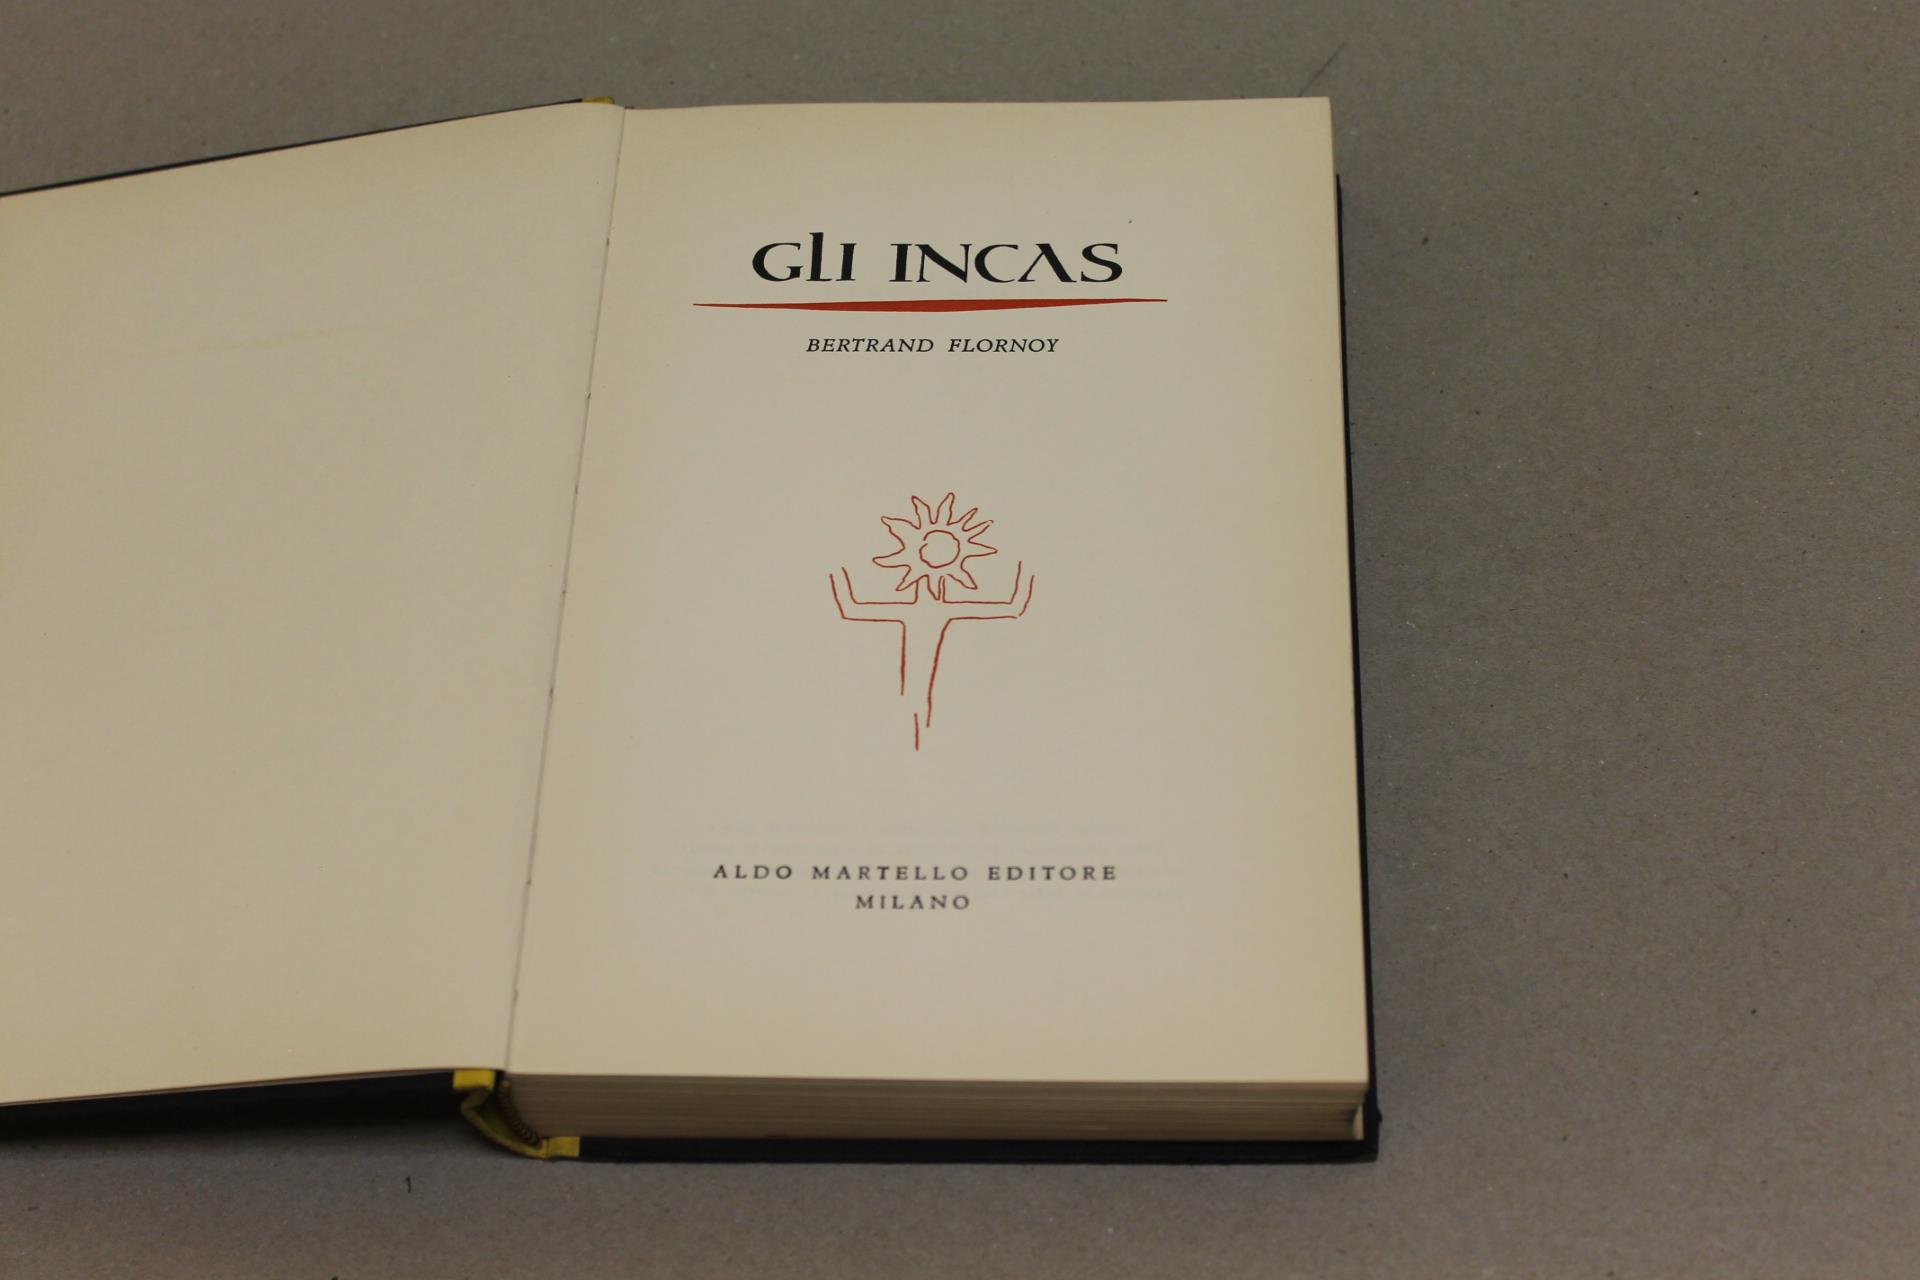 GLI INCAS
BERTRAND FLORNOY
ALDO MARTELLO EDITORE
MILANO